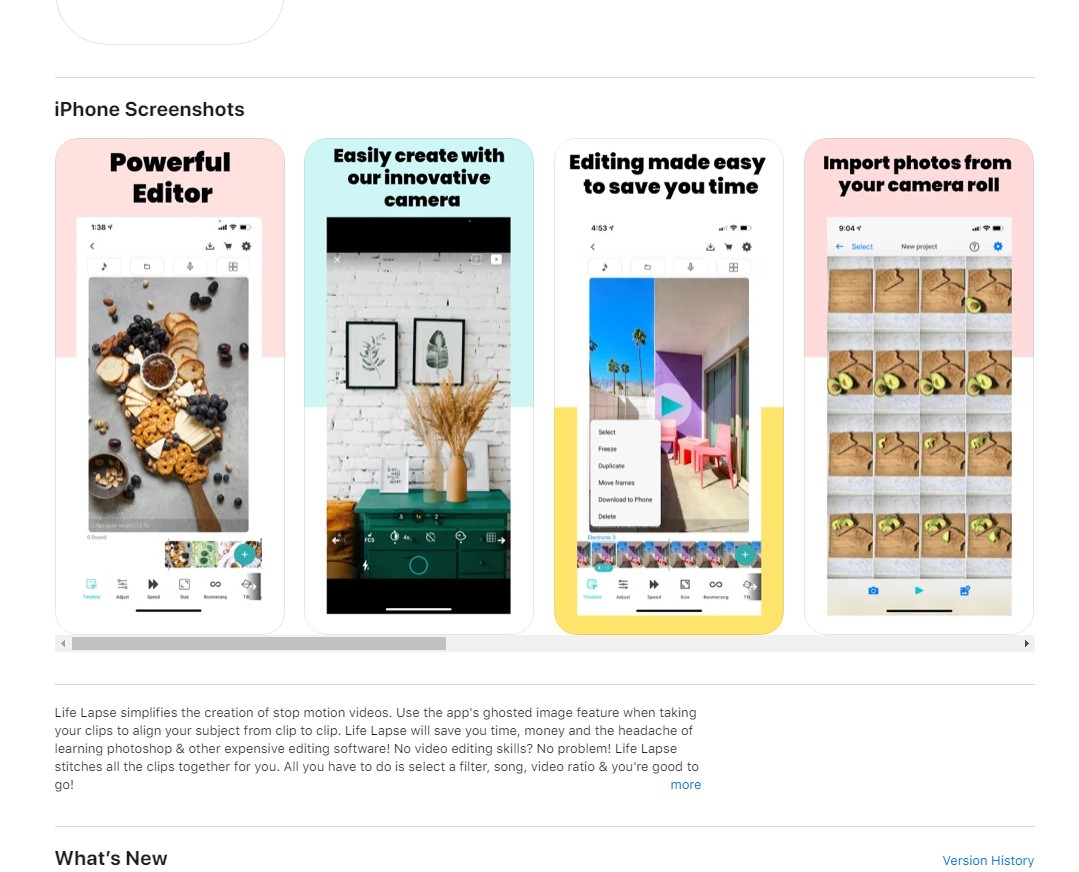 iPhone Screenshots
Powerful
Editor
1:38
Timeline
Adjust
Speed
Size
Boomerang
Easily create with
our innovative
camera
.5 1x 2
4s
Editing made easy
to save you time
4:53
Select
Freeze
Duplicate
Move frames
Download to Phone
Delete
Electronic 3
Timeline
Adjust
Speed
Size
Boomerang
Import photos from
your camera roll
9:04
Select
New project
Life Lapse simplifies the creation of stop motion videos. Use the app's ghosted image feature when taking
your clips to align your subject from clip to clip. Life Lapse will save you time, money and the headache of
learning photoshop & other expensive editing software! No video editing skills? No problem! Life Lapse
stitches all the clips together for you. All you have to do is select a filter, song, video ratio & you're good to
go!
more
What’s New
Version History